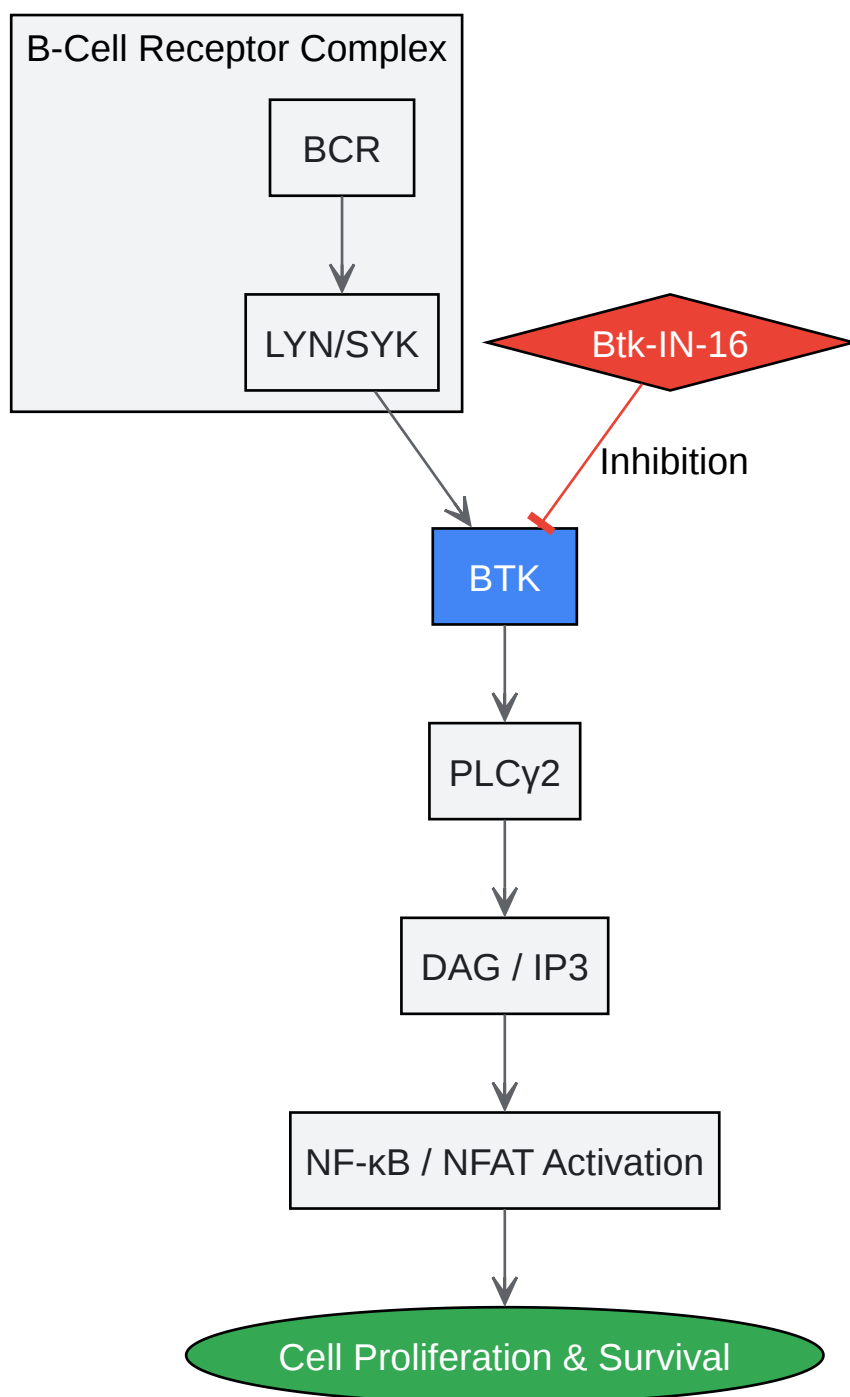 B-Cell Receptor Complex
BCR
LYN/SYK
Btk-IN-16
Inhibition
BTK
PLCγ2
DAG / IP3
NF-κB / NFAT Activation
Cell Proliferation & Survival